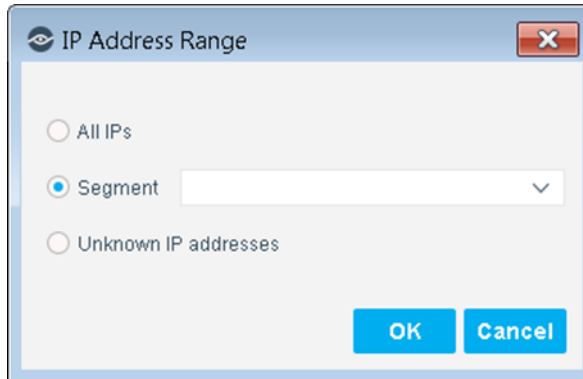 IP Address Range
All IPs
Segment
Unknown IP addresses
OK Cancel